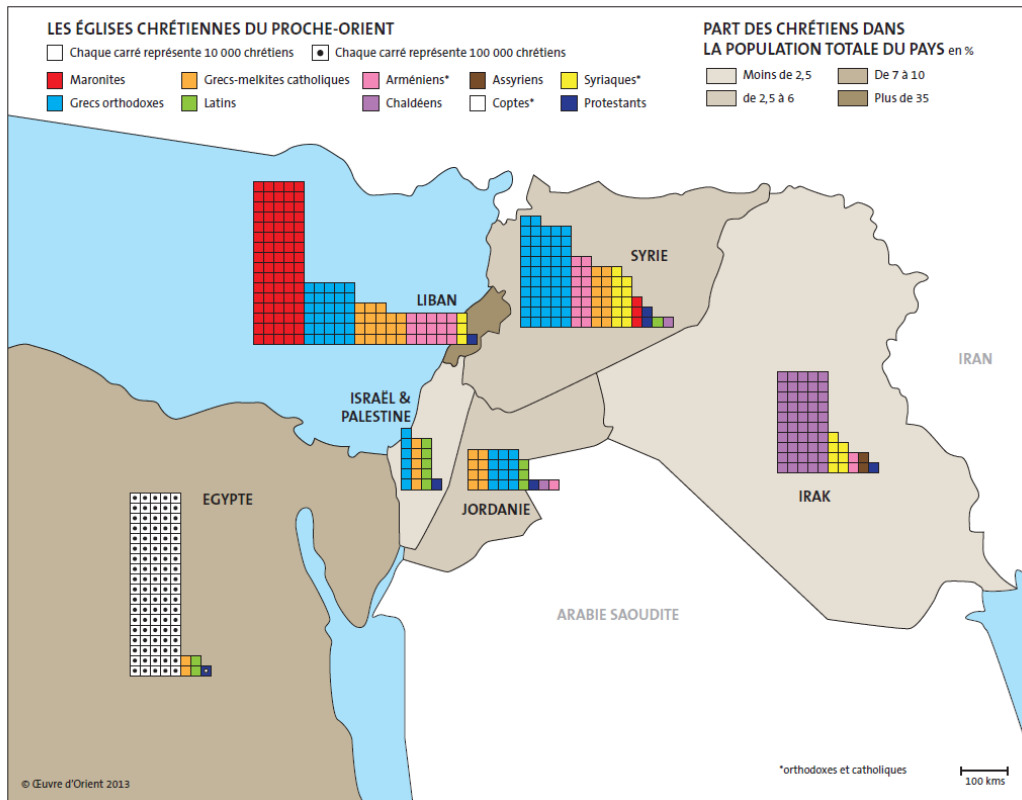 LES ÉGLISES CHRÉTIENNES DU PROCHE-ORIENT
Chaque carré représente 10 000 chrétiens
Chaque carré représente 100 000 chrétiens
Maronites
Grecs-melkites catholiques
Arméniens*
Assyriens
Syriaques*
Grecs orthodoxes
Latins
Chaldéens
Coptes*
Protestants
PART DES CHRÉTIENS DANS
LA POPULATION TOTALE DU PAYS en %
Moins de 2,5
De 7 à 10
de 2,5 à 6
Plus de 35
SYRIE
LIBAN
IRAN
ISRAËL &
PALESTINE
EGYPTE
JORDANIE
IRAK
ARABIE SAOUDITE
*orthodoxes et catholiques
100 kms
© Œuvre d'Orient 2013